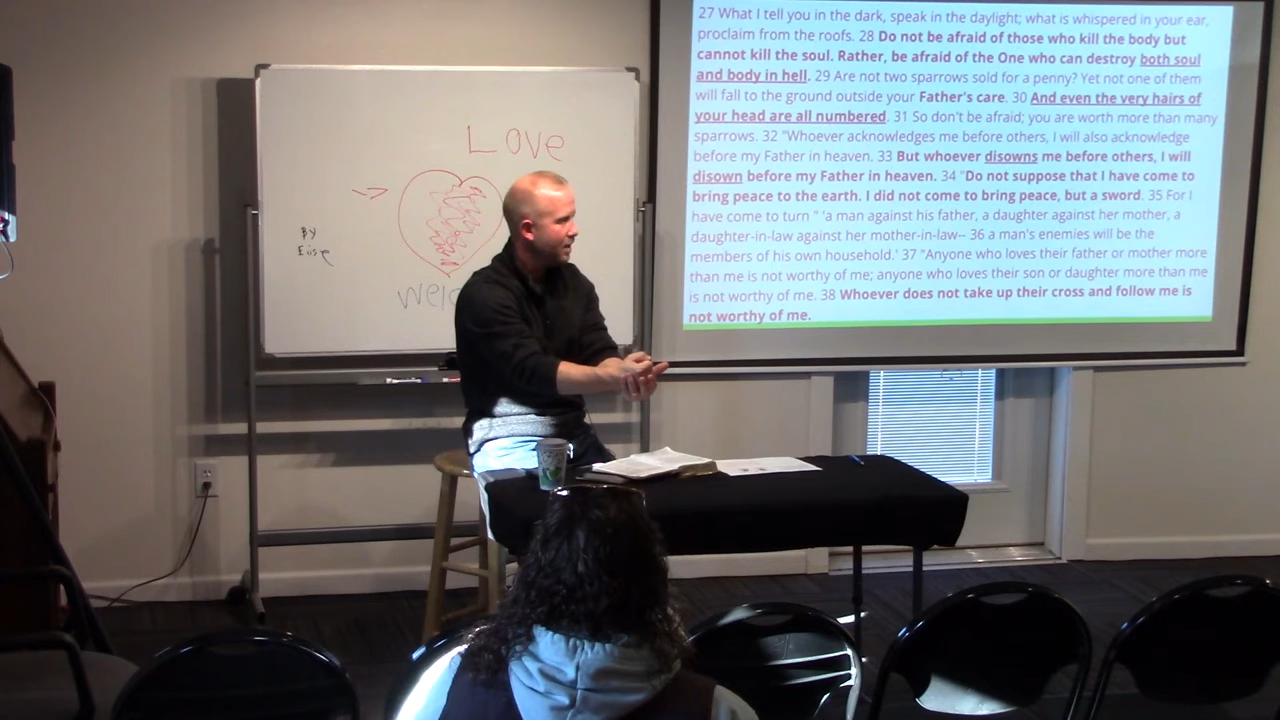 Love
By
Elise
27 What I tell you in the dark, speak in the daylight; what is whispered in your ear,
proclaim from the roofs. 28 Do not be afraid of those who kill the body but
cannot kill the soul. Rather, be afraid of the One who can destroy both soul
and body in hell. 29 Are not two sparrows sold for a penny? Yet not one of them
will fall to the ground outside your Father's care. 30 And even the very hairs of
your head are all numbered. 31 So don't be afraid; you are worth more than many
sparrows. 32 "Whoever acknowledges me before others, I will also acknowledge
before my Father in heaven. 33 But whoever disowns me before others, I will
disown before my Father in heaven. 34 "Do not suppose that I have come to
bring peace to the earth. I did not come to bring peace, but a sword. 35 For I
have come to turn " 'a man against his father, a daughter against her mother, a
daughter-in-law against her mother-in-law-- 36 a man's enemies will be the
members of his own household.' 37 "Anyone who loves their father or mother more
than me is not worthy of me; anyone who loves their son or daughter more than me
is not worthy of me. 38 Whoever does not take up their cross and follow me is
not worthy of me.